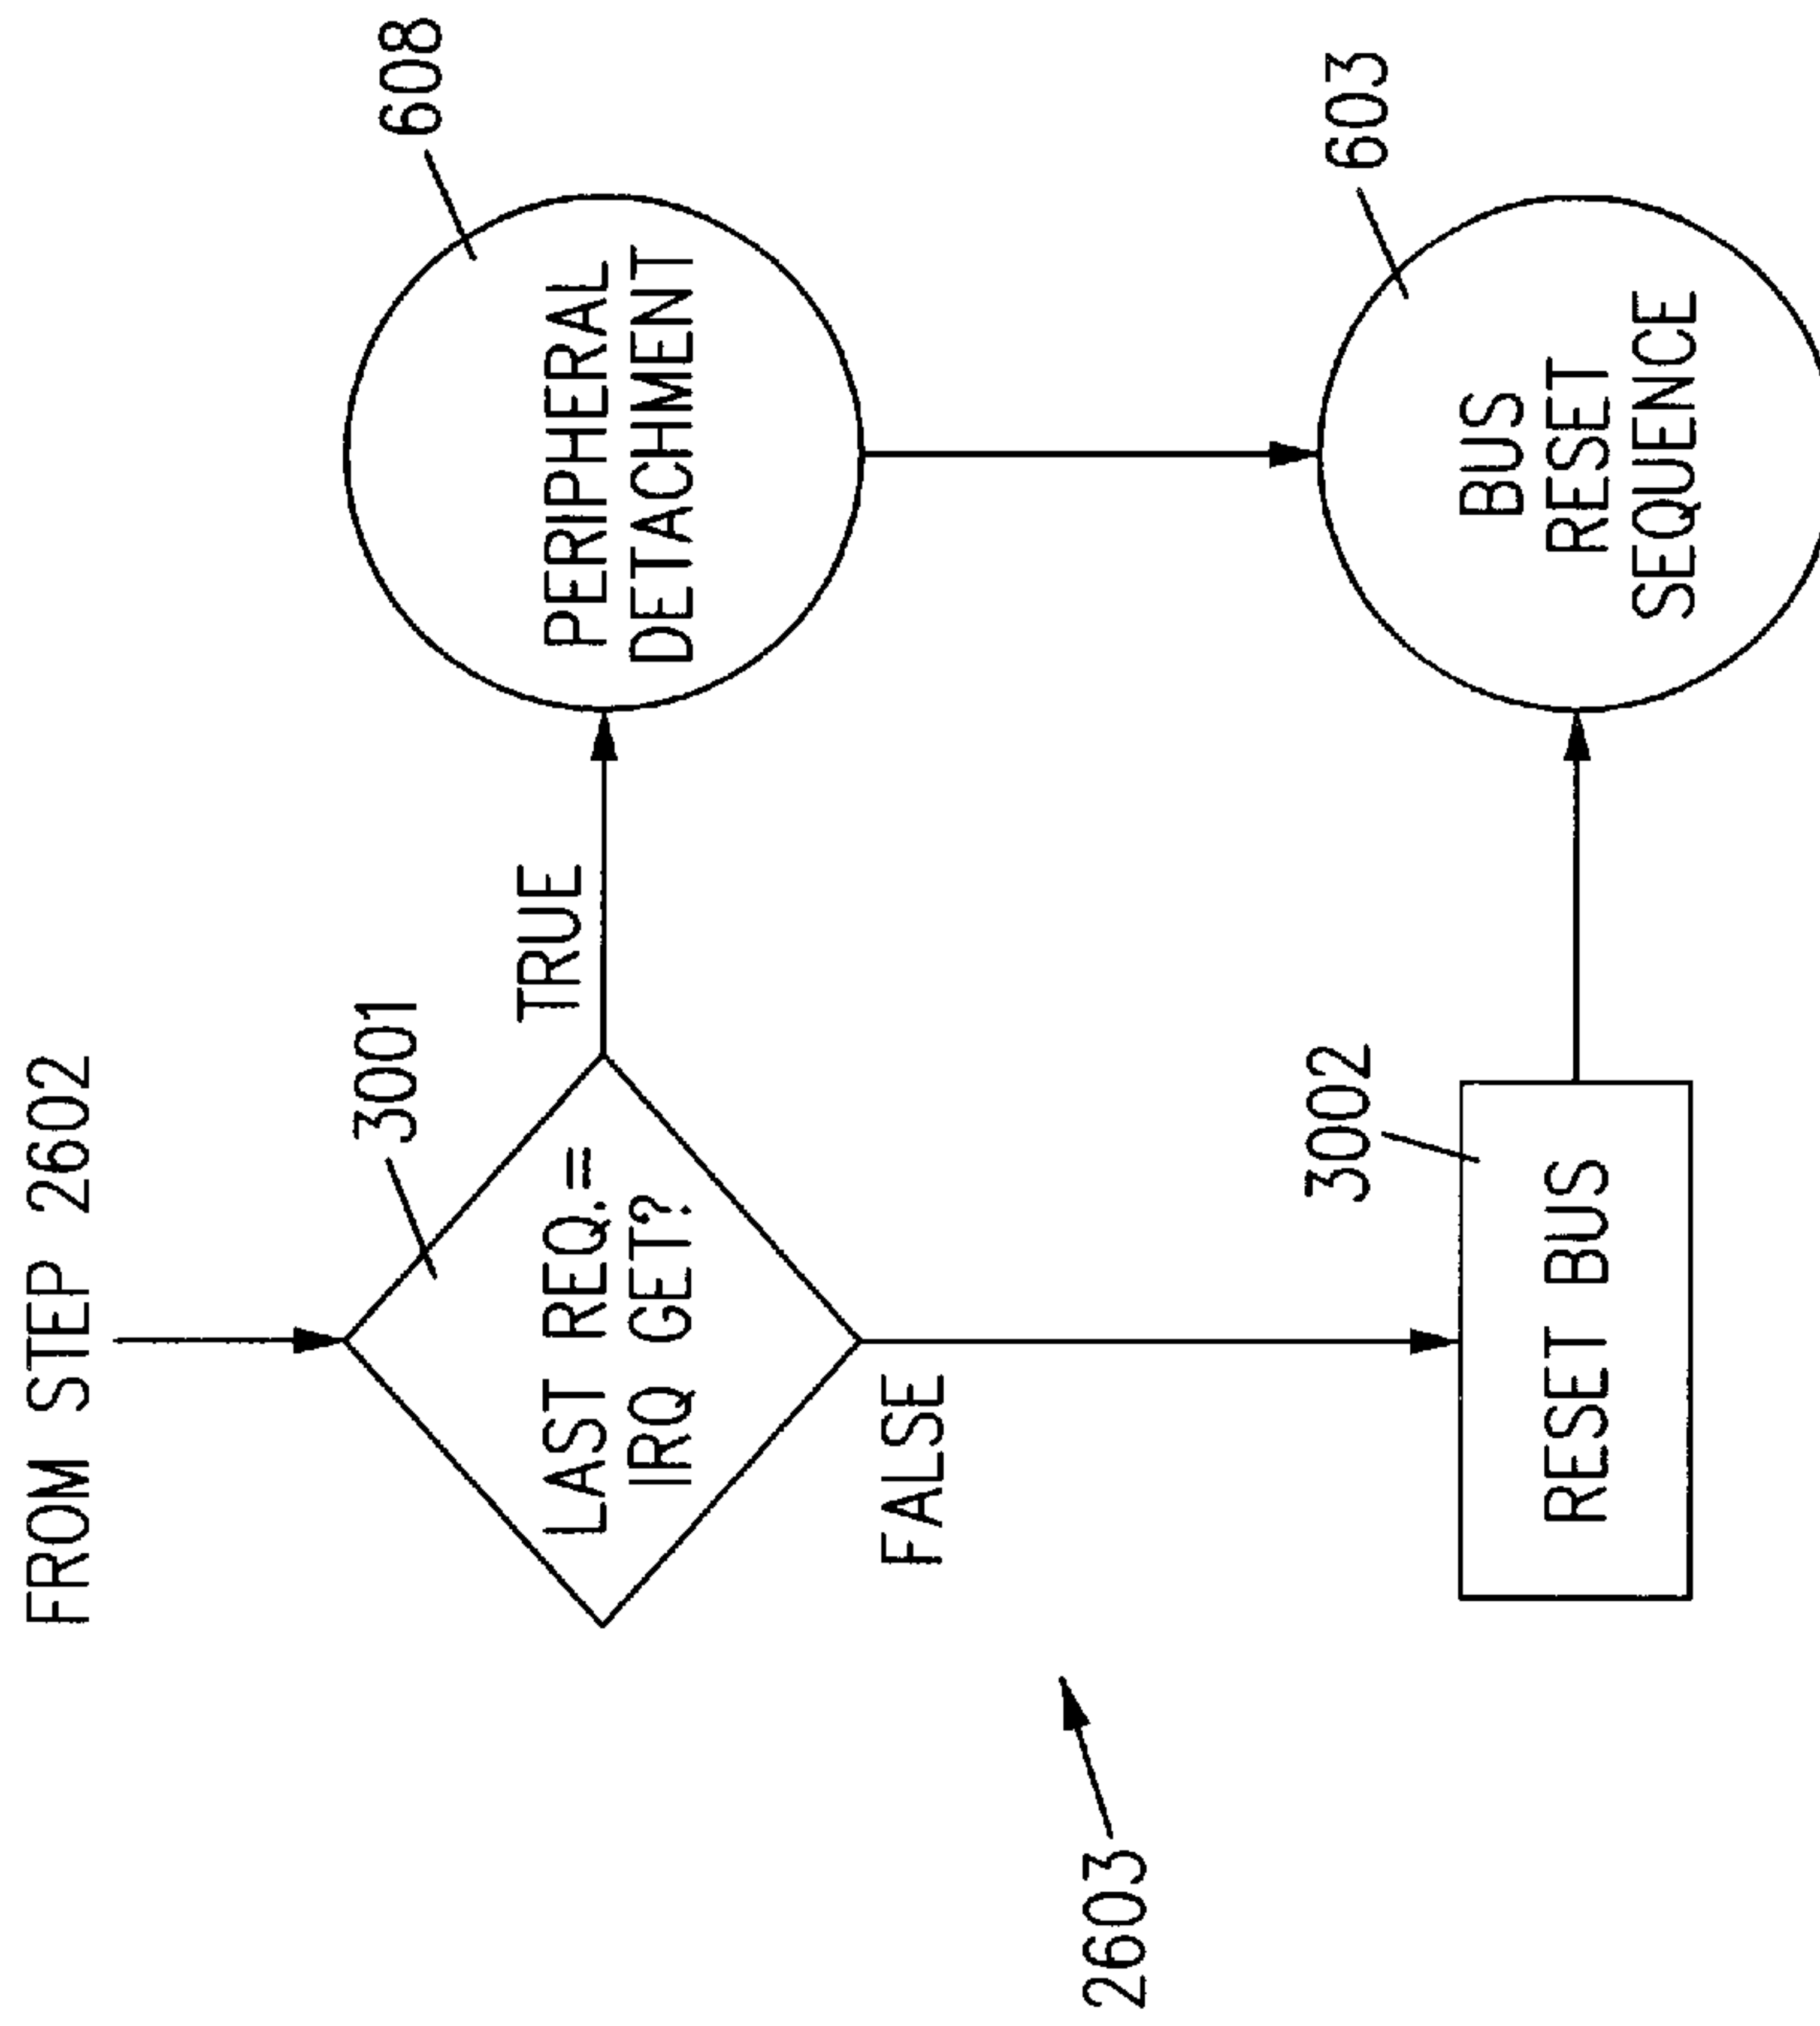 FROM STEP 2602
3001
LAST REQ. =
IRQ GET?
TRUE
608
PERIPHERAL
DETACHMENT
FALSE
3002
RESET BUS
603
BUS
RESET
SEQUENCE
2603